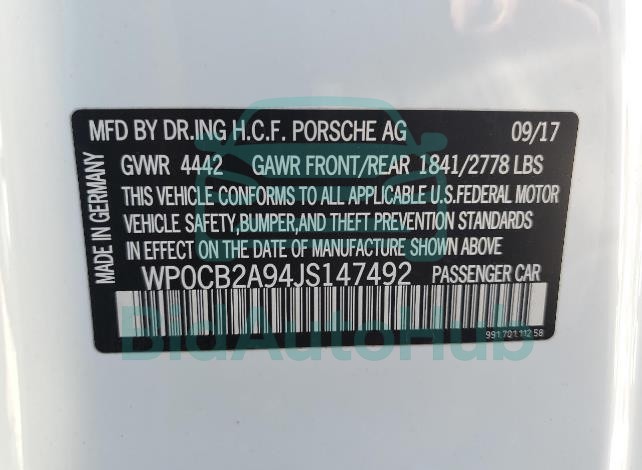 MFD BY DR.ING H.C.F. PORSCHE AG 09/17
GVWR 4442 GAWR FRONT/REAR 1841/2778 LBS
THIS VEHICLE CONFORMS TO ALL APPLICABLE U.S.FEDERAL MOTOR
VEHICLE SAFETY,BUMPER,AND THEFT PREVENTION STANDARDS
IN EFFECT ON THE DATE OF MANUFACTURE SHOWN ABOVE
WP0CB2A94JS147492 PASSENGER CAR
MADE IN GERMANY
991.701.112.58
BidAutoHub